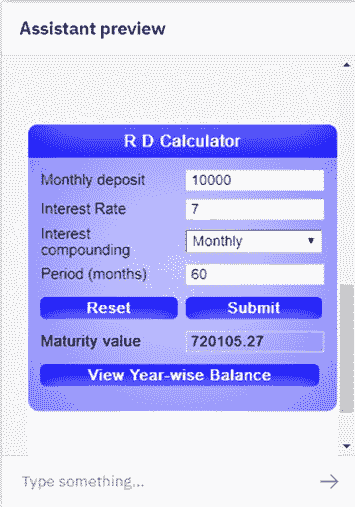 Assistant preview
R D Calculator
Monthly deposit 10000
Interest Rate 7
Interest
compounding Monthly
Period (months) 60
Reset Submit
Maturity value 720105.27
View Year-wise Balance
Type something...